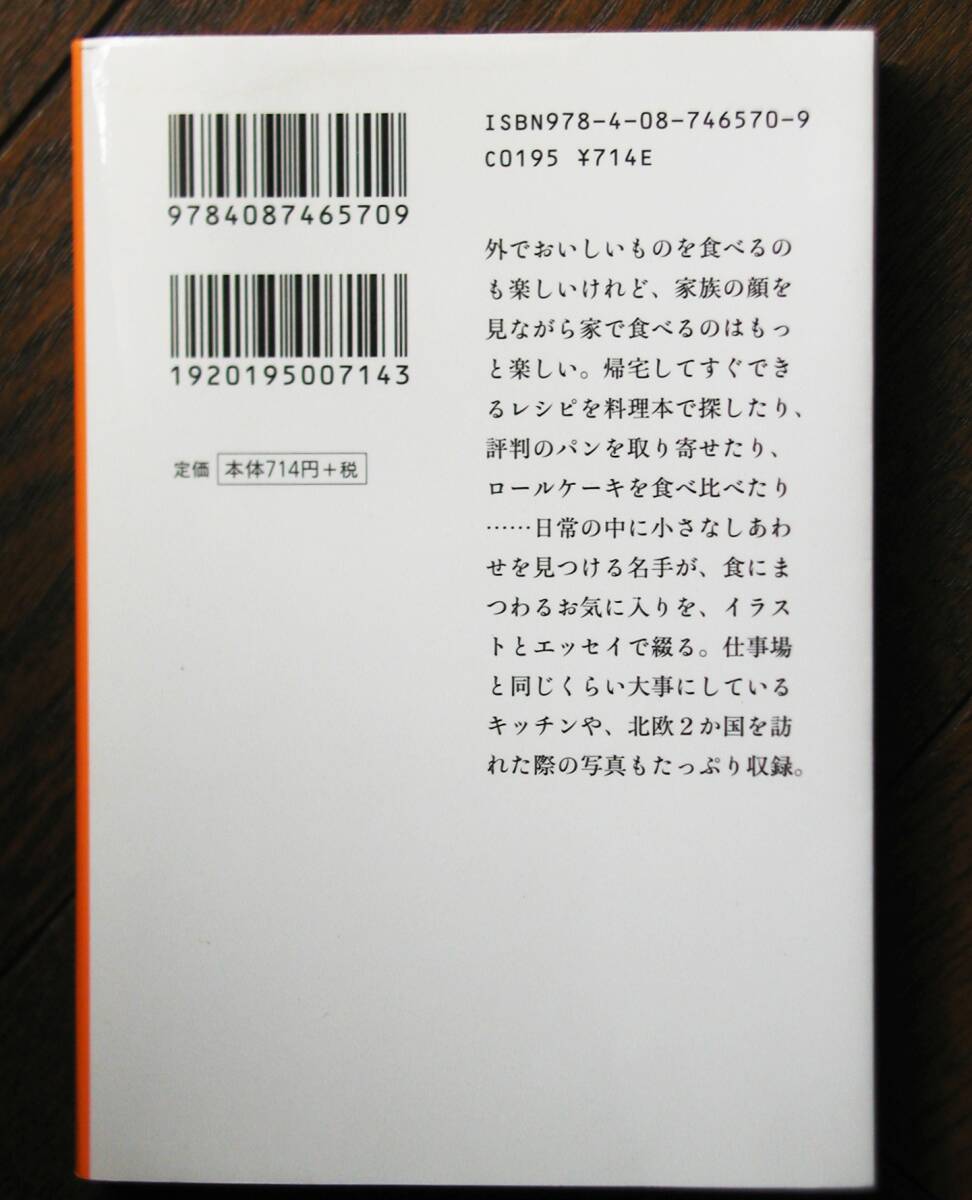 9784087465709
1920195007143
定価 本体714円+税
ISBN978-4-08-746570-9
C0195 ¥714E
外でおいしいものを食べるの
も楽しいけれど、家族の顔を
見ながら家で食べるのはもっ
と楽しい。帰宅してすぐでき
るレシピを料理本で探したり、
評判のパンを取り寄せたり、
ロールケーキを食べ比べたり
……日常の中に小さなしあわ
せを見つける名手が、食にま
つわるお気に入りを、イラス
トとエッセイで綴る。仕事場
と同じくらい大事にしている
キッチンや、北欧2か国を訪
れた際の写真もたっぷり収録。